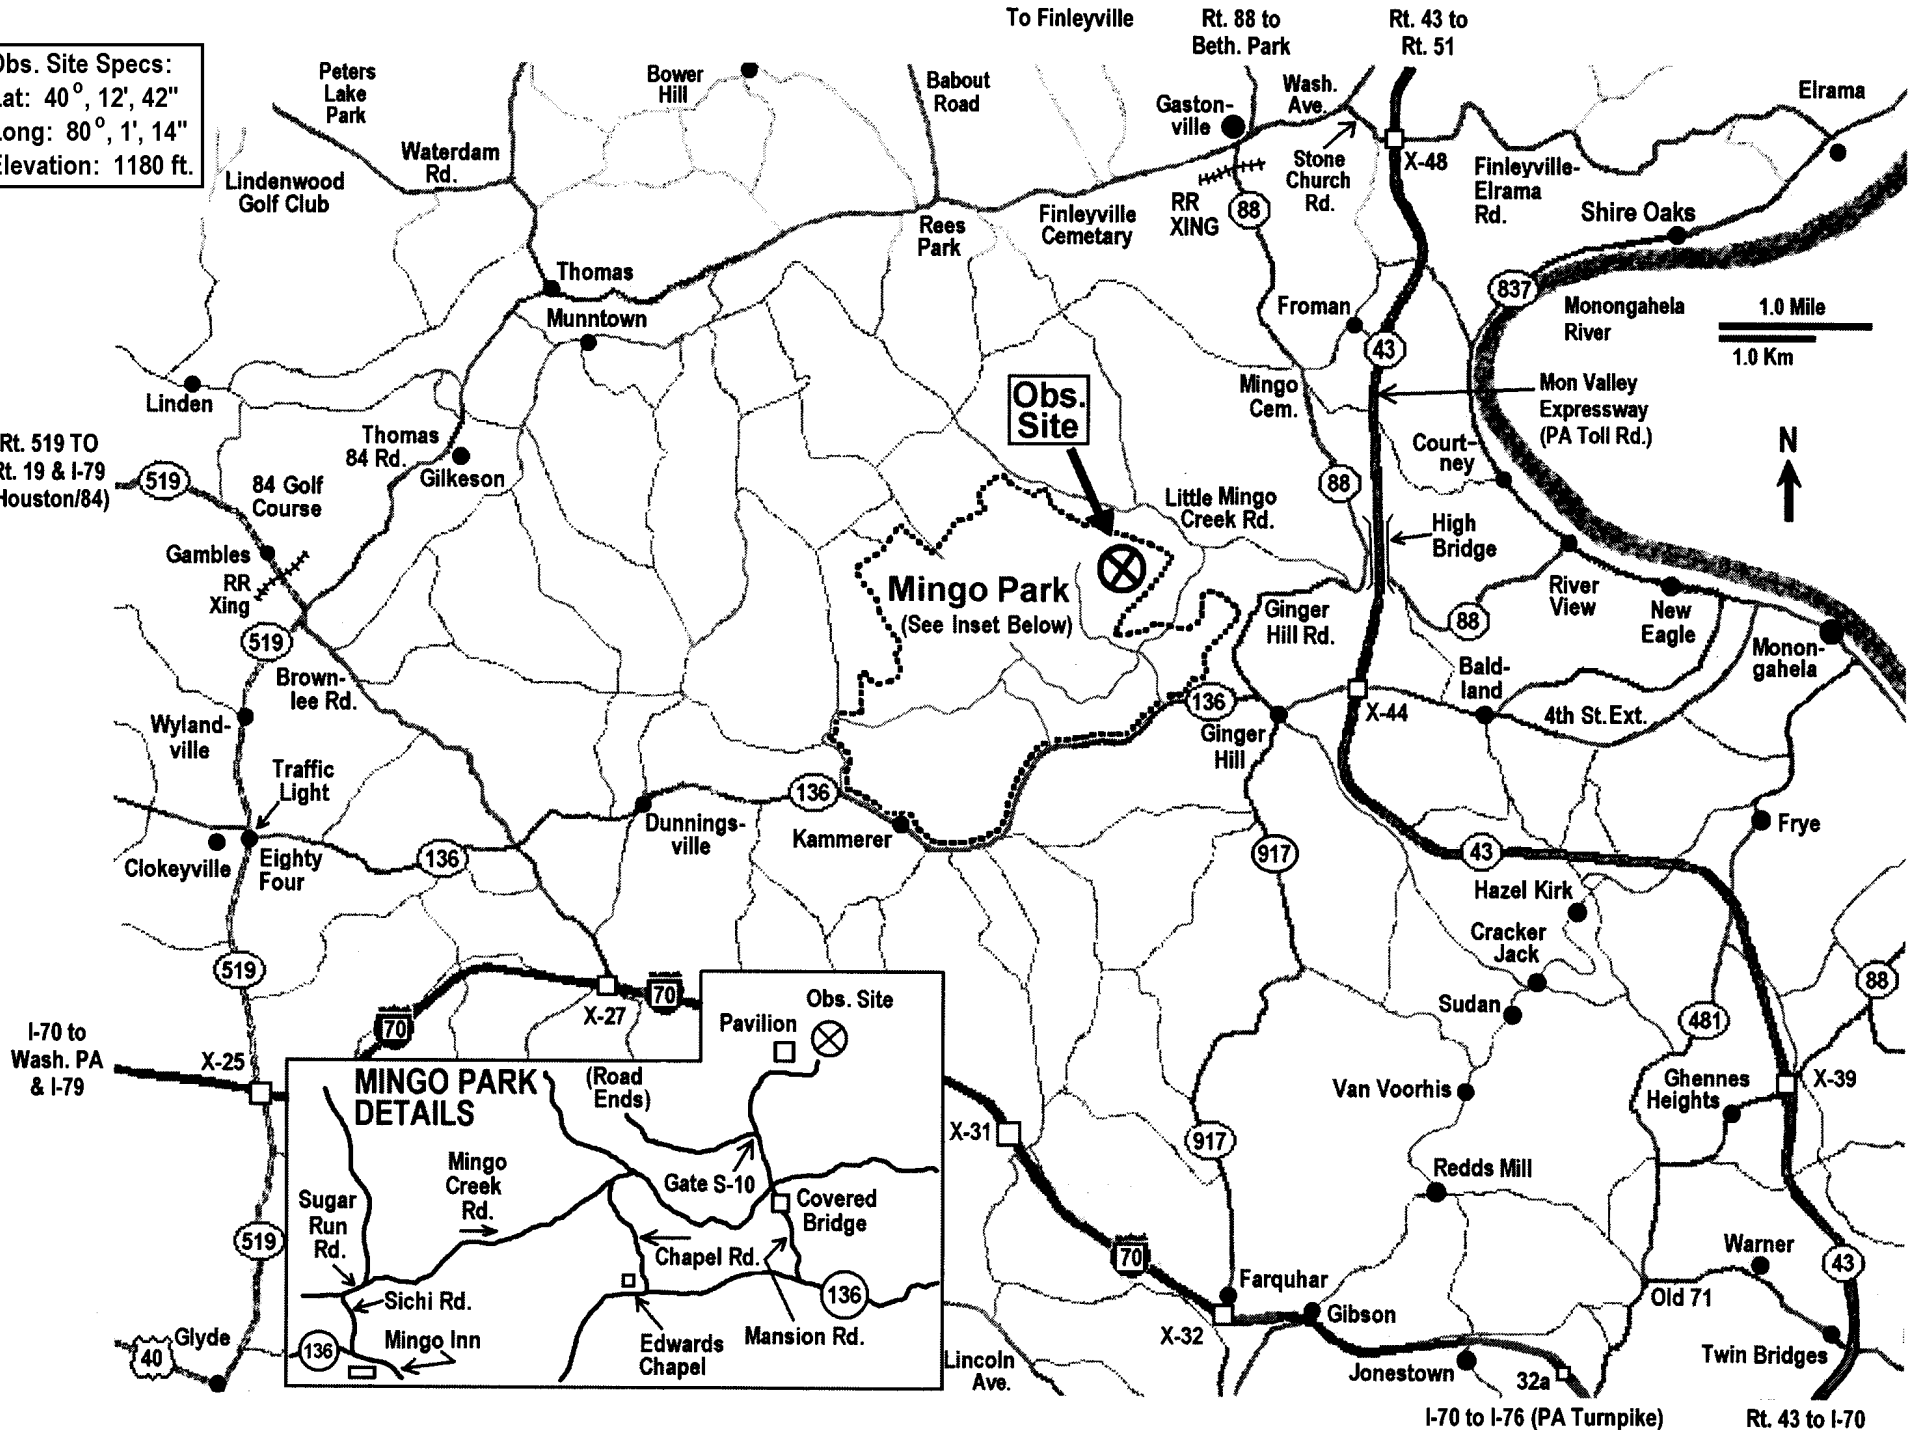 To Finleyville
Rt. 88 to
Beth. Park
Rt. 43 to
Rt. 51
Obs. Site Specs:
Lat: 40°, 12', 42"
Long: 80°, 1', 14"
Elevation: 1180 ft.
Peters
Lake
Park
Bower
Hill
Babout
Road
Wash.
Ave.
Gaston-
ville
Elrama
Waterdam
Rd.
Lindenwood
Golf Club
Stone
Church
Rd.
X-48
Finleyville-
Elrama
Rd.
RR
XING
88
Finleyville
Cemetary
Rees
Park
Shire Oaks
Thomas
837
Monongahela
River
1.0 Mile
1.0 Km
Munntown
Froman
43
Linden
Mingo
Cem.
Mon Valley
Expressway
(PA Toll Rd.)
Obs.
Site
N
Rt. 519 TO
Rt. 19 & I-79
Houston/84)
519
84 Golf
Course
Thomas
84 Rd.
Gilkeson
Court-
ney
88
Little Mingo
Creek Rd.
High
Bridge
Gambles
RR
Xing
Mingo Park
(See Inset Below)
River
View
New
Eagle
Ginger
Hill Rd.
88
519
Monon-
gahela
Brown-
lee Rd.
Bald-
land
136
X-44
4th St.Ext.
Wyland-
ville
Ginger
Hill
Traffic
Light
136
Dunnings-
ville
Kammerer
Frye
Clokeyville
Eighty
Four
136
917
43
Hazel Kirk
Cracker
Jack
519
88
70
X-27
70
Sudan
481
I-70 to
Wash. PA
& I-79
X-25
Van Voorhis
Ghennes
Heights
X-39
X-31
917
Redds Mill
519
70
Warner
43
Farquhar
Gibson
Old 71
X-32
Glyde
40
Lincoln
Ave.
Jonestown
32a
Twin Bridges
I-70 to I-76 (PA Turnpike)
Rt. 43 to I-70
MINGO PARK
DETAILS
(Road
Ends)
Pavilion
Obs. Site
Mingo
Creek
Rd.
Gate S-10
Covered
Bridge
Sugar
Run
Rd.
Chapel Rd.
Sichi Rd.
136
Mingo Inn
136
Edwards
Chapel
Mansion Rd.